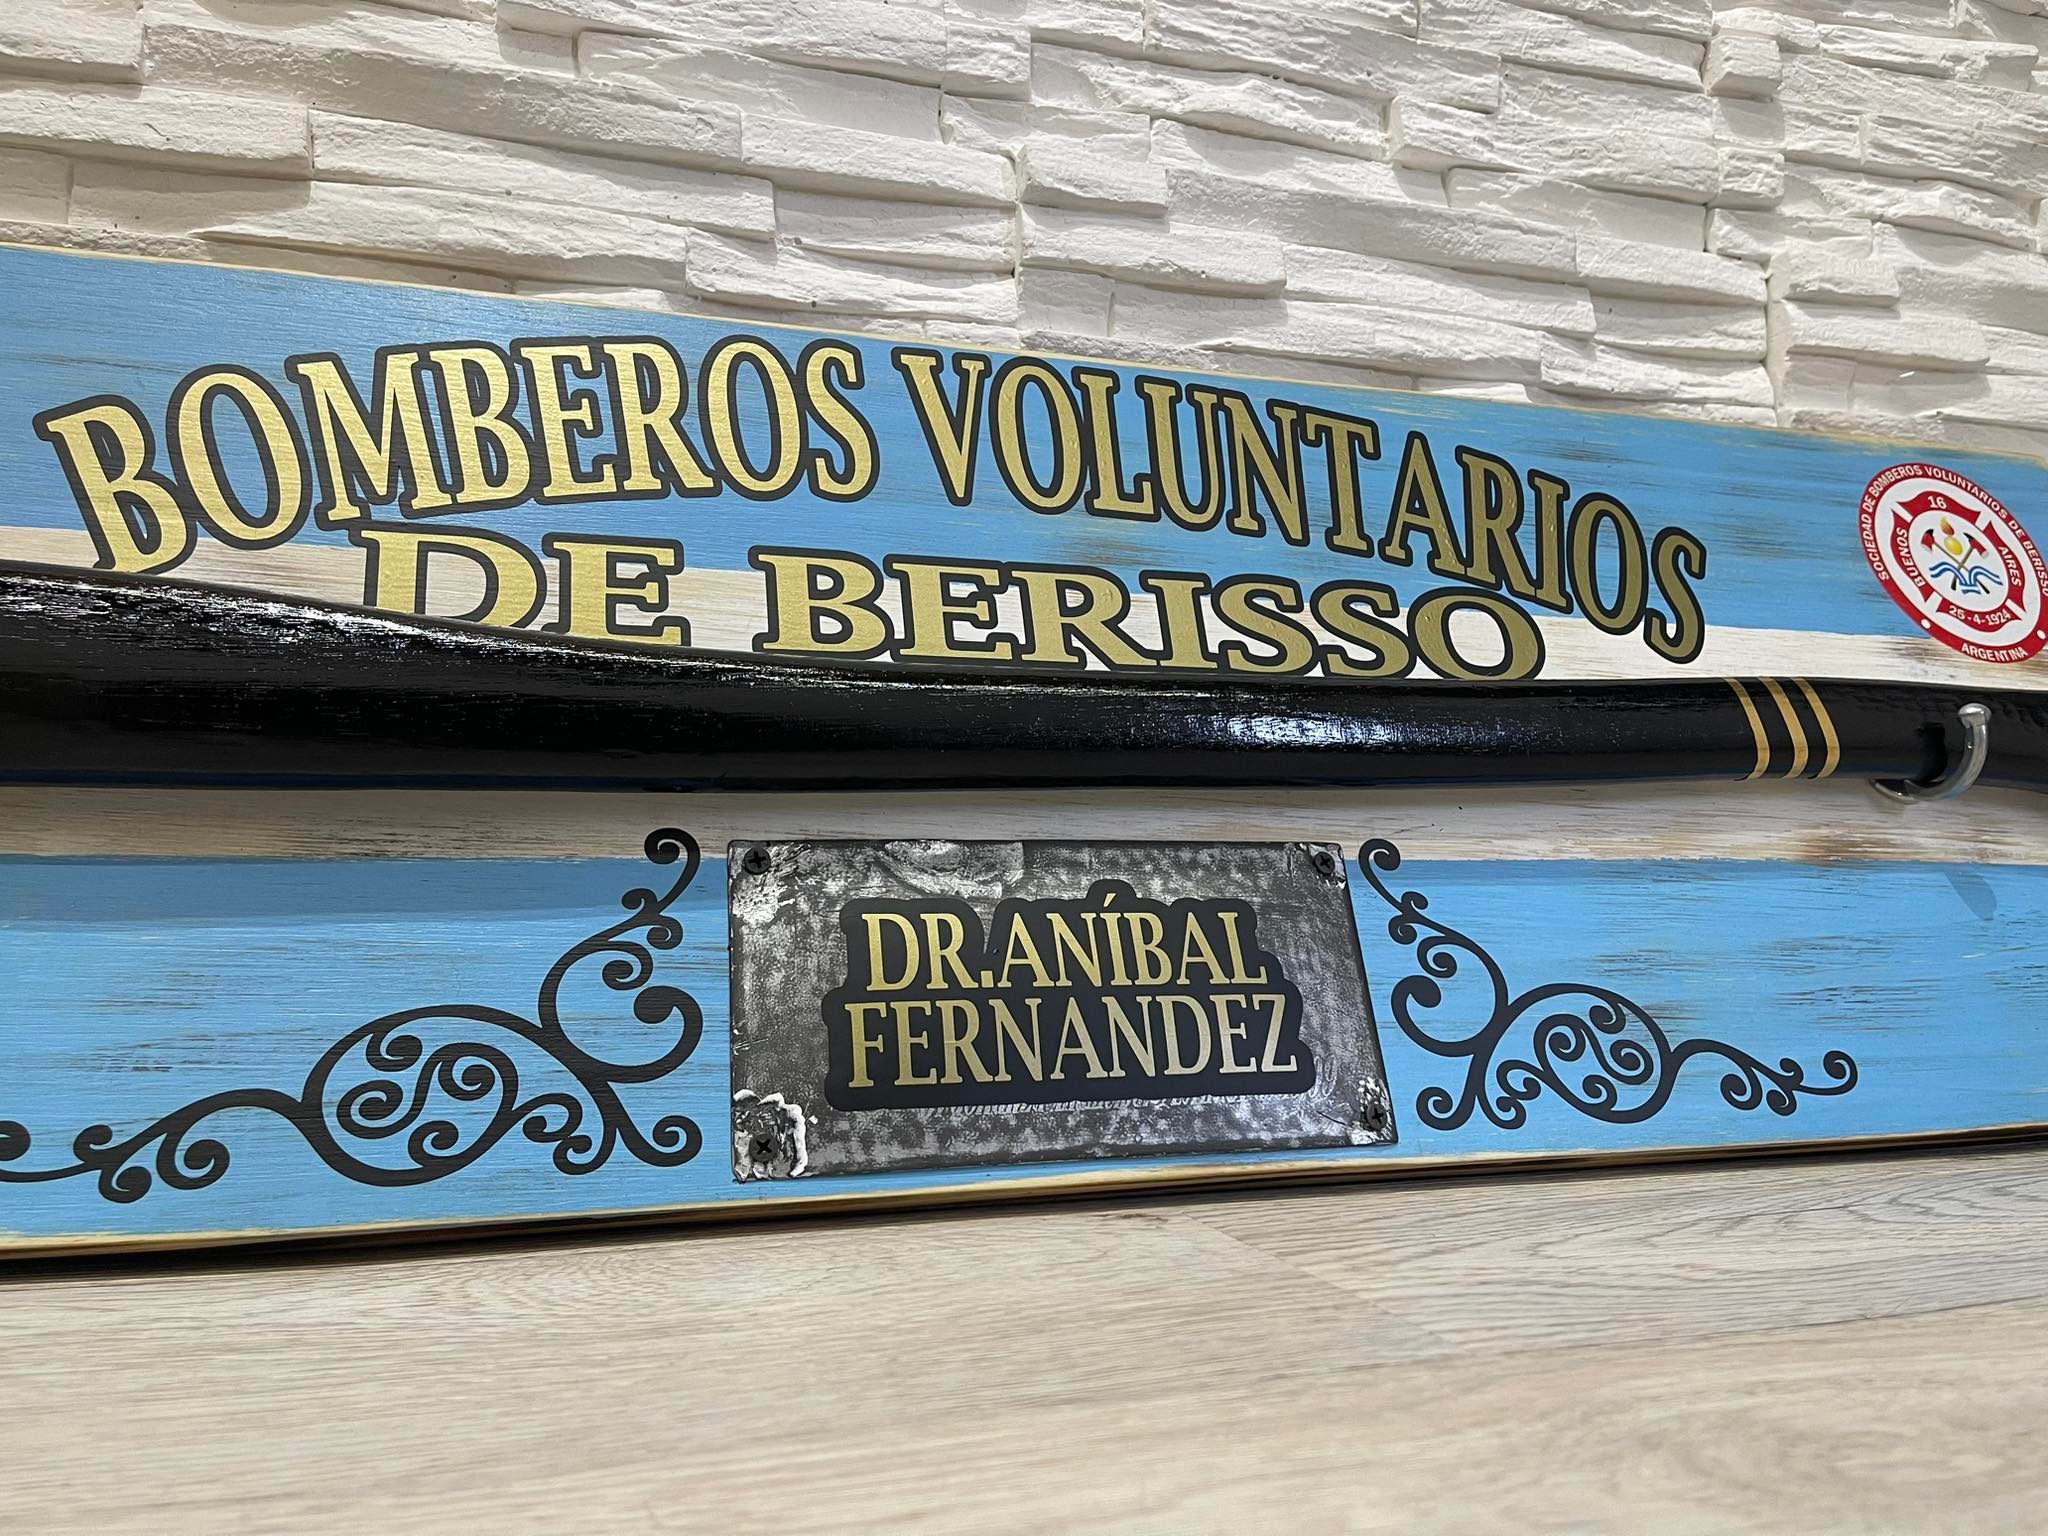 BOMBEROS VOLUNTARIOS
DE BERISSO
SOCIEDAD DE BOMBEROS VOLUNTARIOS DE BERISSO
16
BUENOS AIRES
25-4-1924
ARGENTINA
DR. ANÍBAL
FERNANDEZ